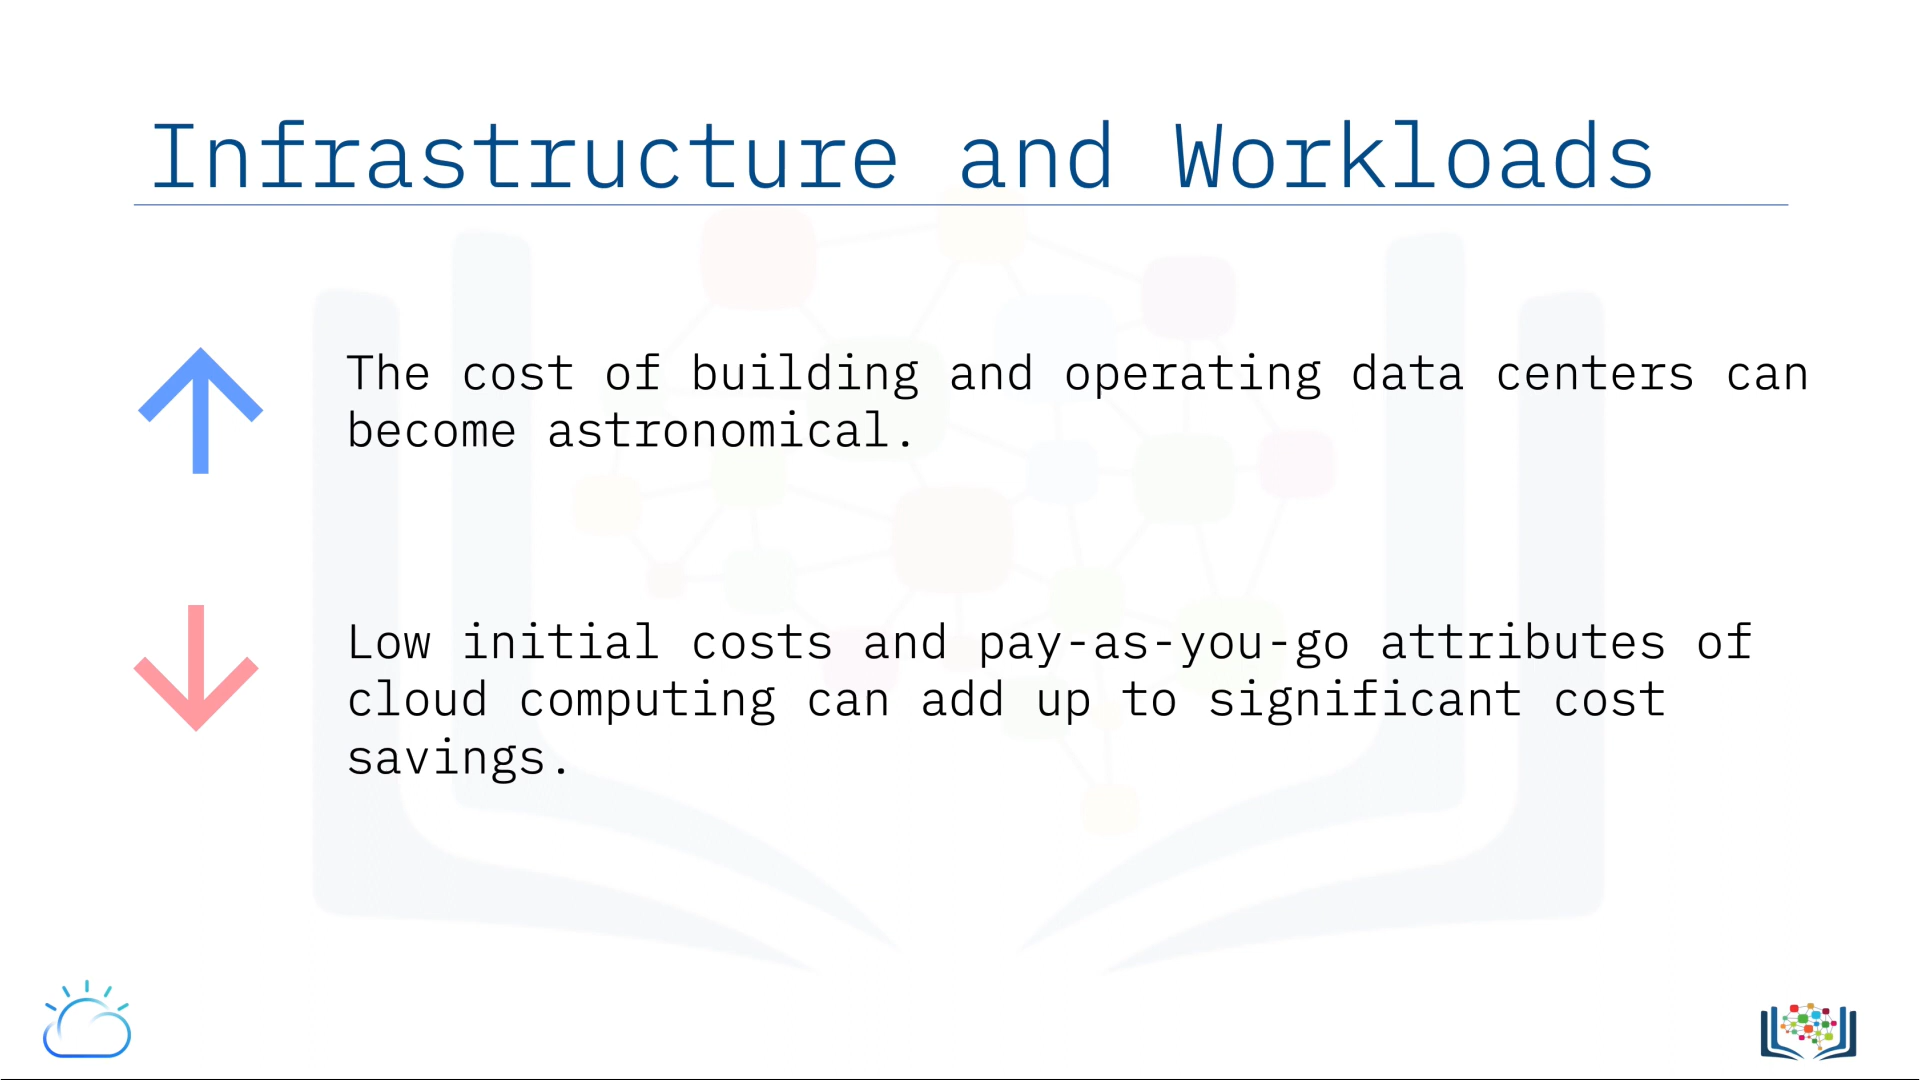 Infrastructure and Workloads
The cost of building and operating data centers can
become astronomical.
Low initial costs and pay-as-you-go attributes of
cloud computing can add up to significant cost
savings.